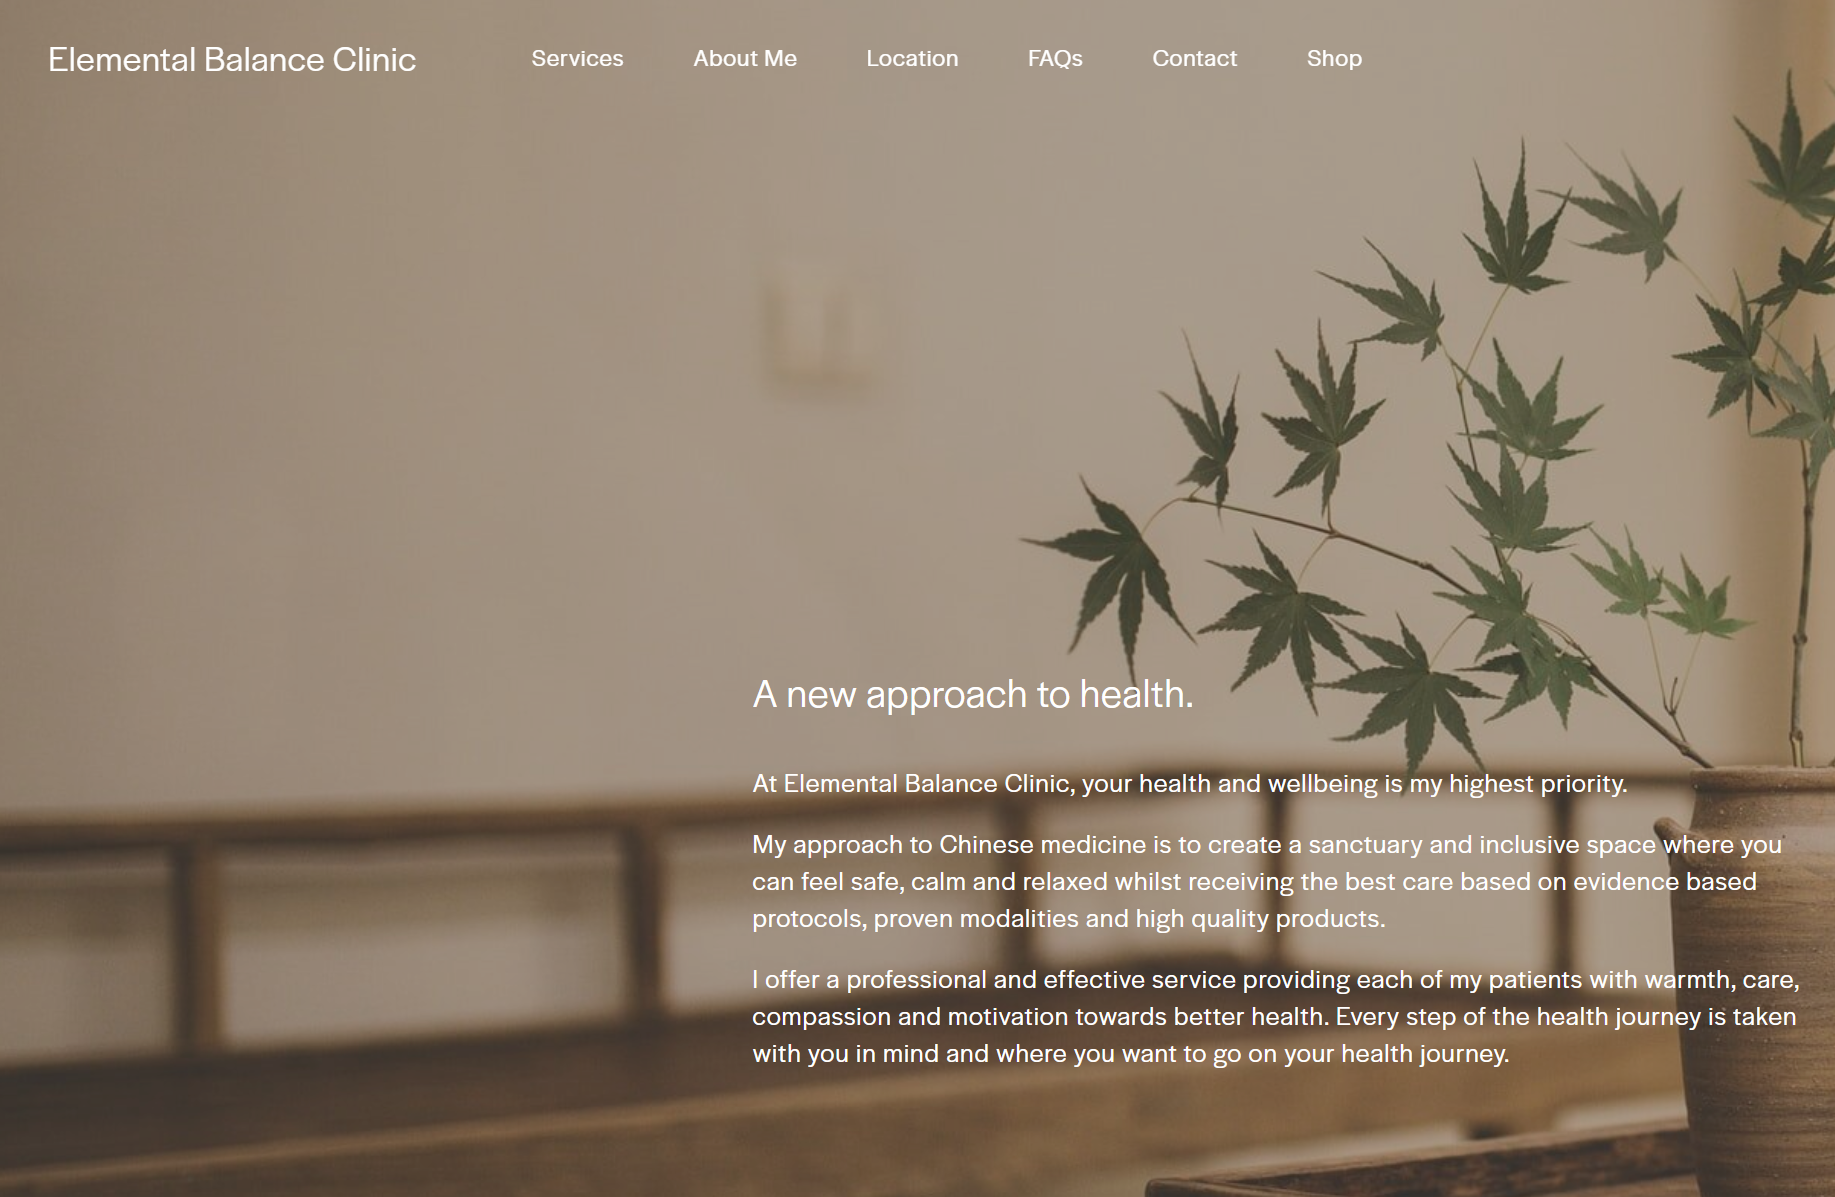 Elemental Balance Clinic
Services
About Me
Location
FAQs
Contact
Shop
A new approach to health.
At Elemental Balance Clinic, your health and wellbeing is my highest priority.
My approach to Chinese medicine is to create a sanctuary and inclusive space where you
can feel safe, calm and relaxed whilst receiving the best care based on evidence based
protocols, proven modalities and high quality products.
I offer a professional and effective service providing each of my patients with warmth, care,
compassion and motivation towards better health. Every step of the health journey is taken
with you in mind and where you want to go on your health journey.